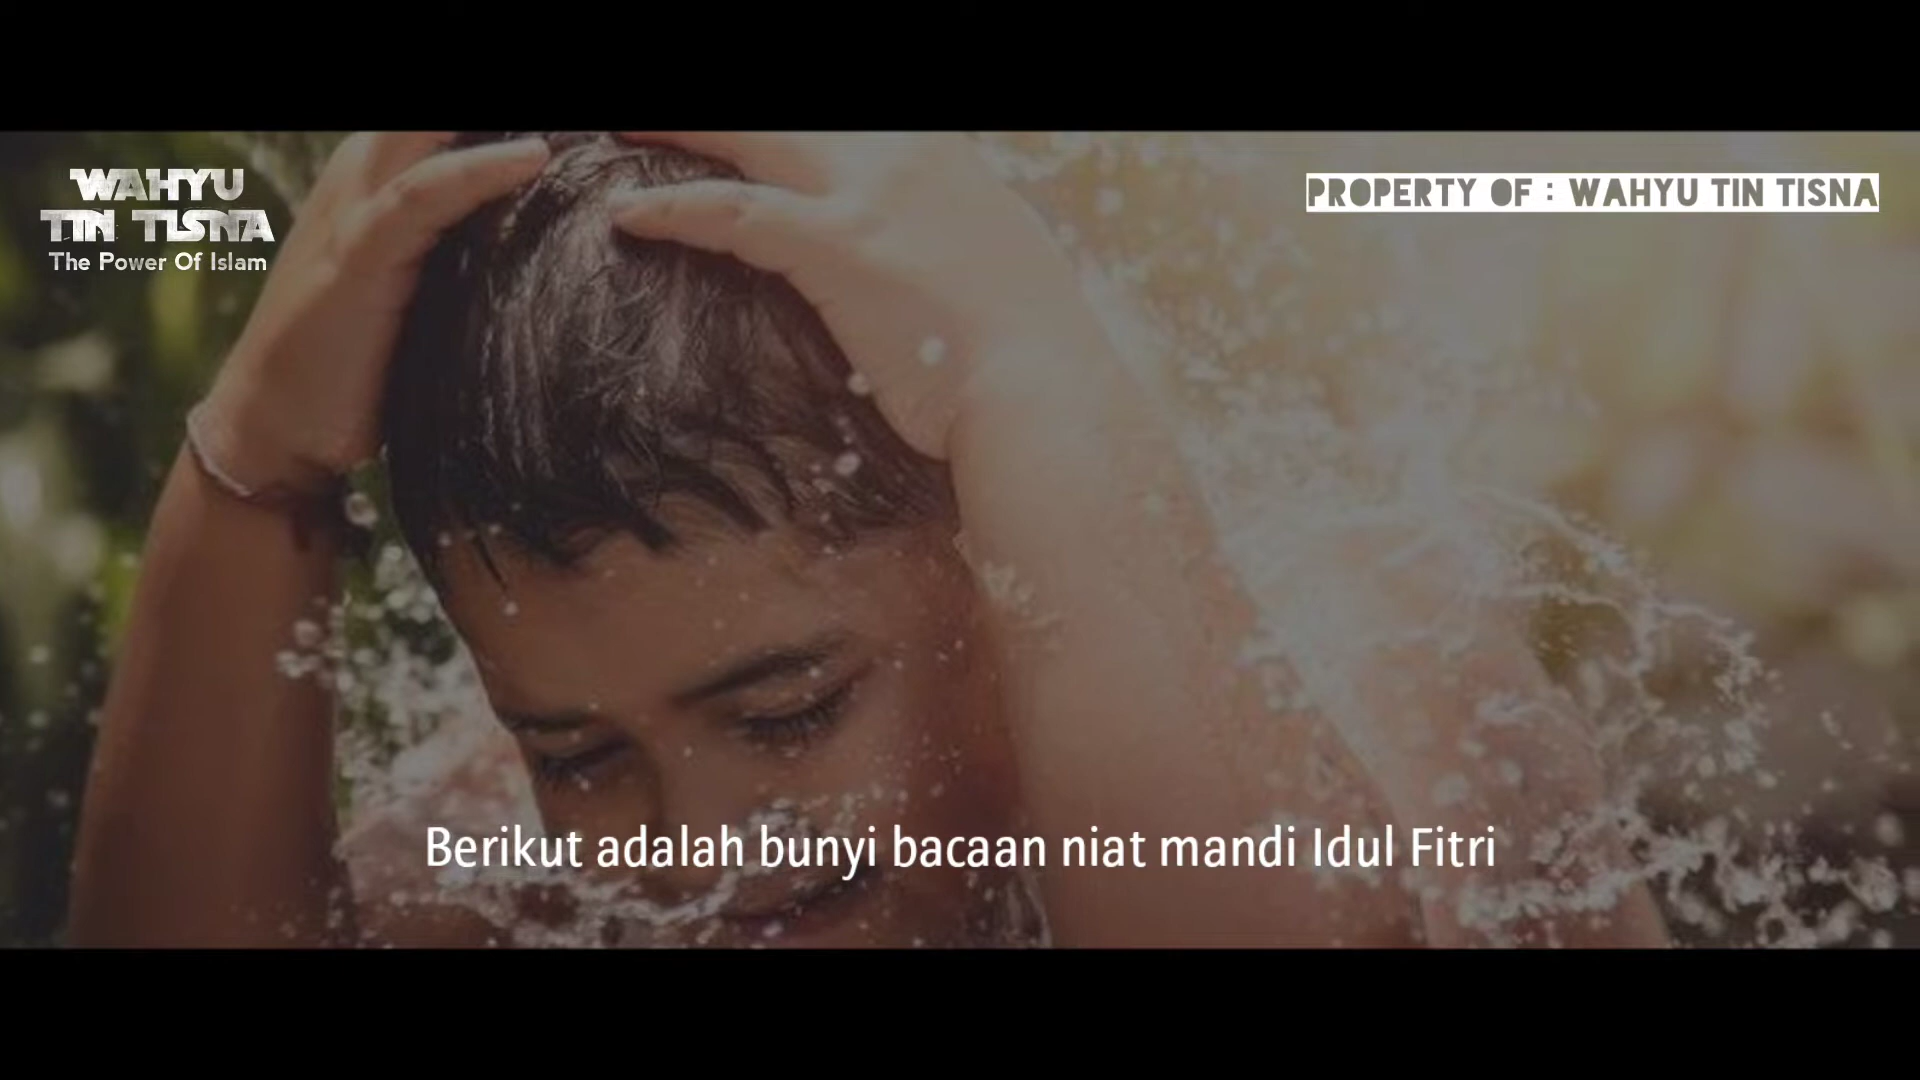 WAHYU
TIN TISNA
The Power Of Islam
PROPERTY OF : WAHYU TIN TISNA
Berikut adalah bunyi bacaan niat mandi Idul Fitri